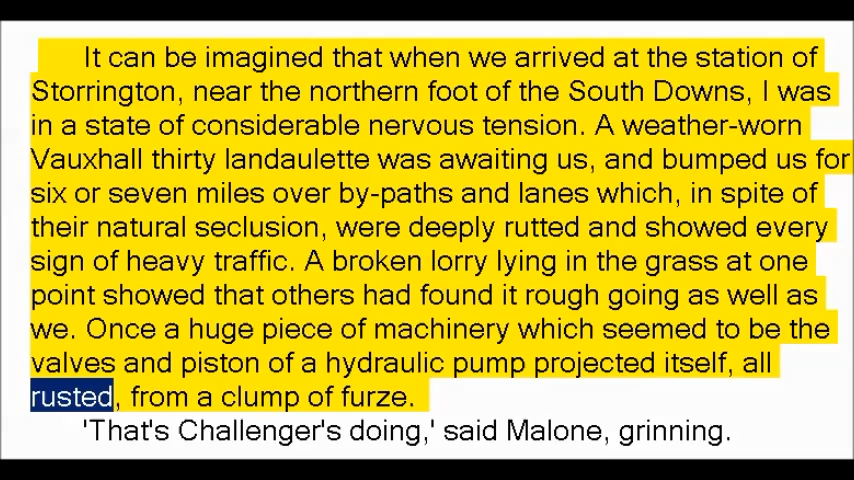 It can be imagined that when we arrived at the station of
Storrington, near the northern foot of the South Downs, I was
in a state of considerable nervous tension. A weather-worn
Vauxhall thirty landaulette was awaiting us, and bumped us for
six or seven miles over by-paths and lanes which, in spite of
their natural seclusion, were deeply rutted and showed every
sign of heavy traffic. A broken lorry lying in the grass at one
point showed that others had found it rough going as well as
we. Once a huge piece of machinery which seemed to be the
valves and piston of a hydraulic pump projected itself, all
rusted, from a clump of furze.
'That's Challenger's doing,' said Malone, grinning.